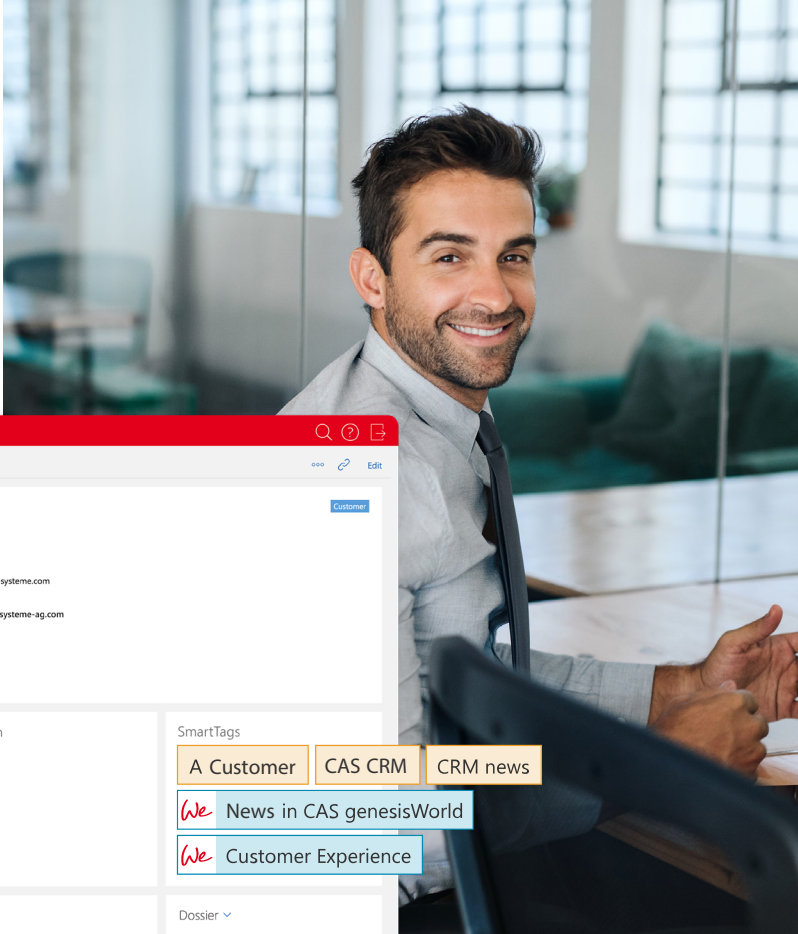 Edit
Customer
systeme.com
systeme-ag.com
n
SmartTags
A Customer
CAS CRM
CRM news
We News in CAS genesisWorld
We Customer Experience
Dossier